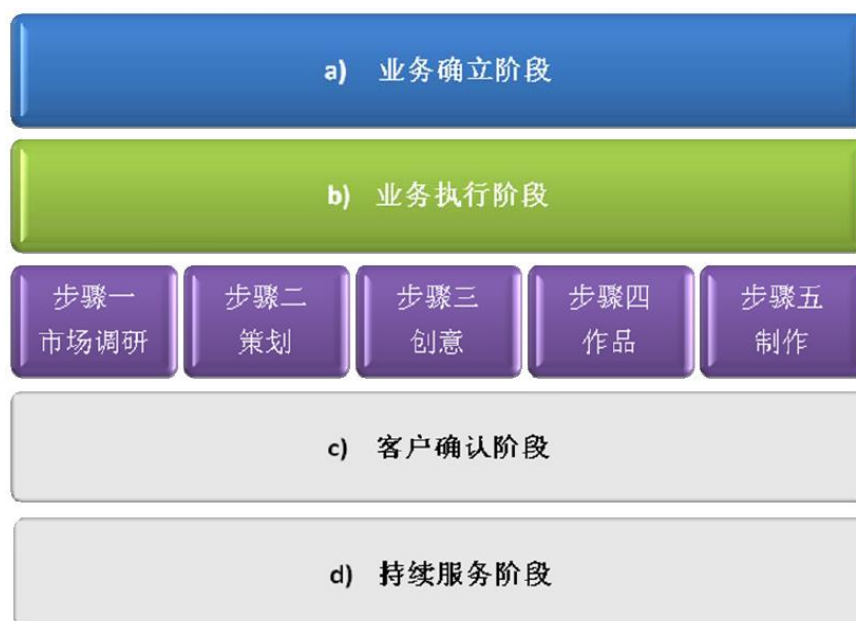 a) 业务确立阶段
b) 业务执行阶段
步骤一
市场调研
步骤二
策划
步骤三
创意
步骤四
作品
步骤五
制作
c) 客户确认阶段
d) 持续服务阶段